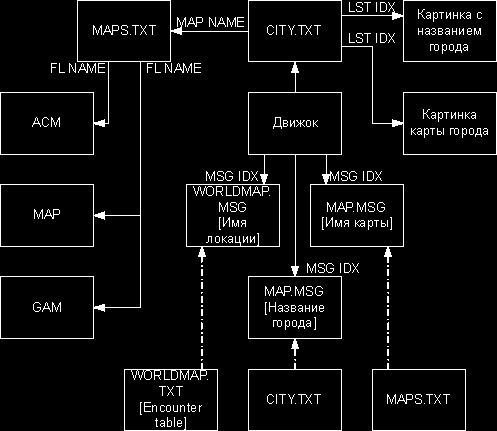 LST IDX
MAP NAME
MAPS.TXT
CITY.TXT
Картинка с
названием
города
LST IDX
FL NAME
FL NAME
ACM
Движок
Картинка
карты города
MSG IDX
MSG IDX
MAP
WORLDMAP.
MSG
[Имя
локации]
MAP.MSG
[Имя карты]
MSG IDX
GAM
MAP.MSG
[Название
города]
WORLDMAP.
TXT
[Encounter
table]
CITY.TXT
MAPS.TXT